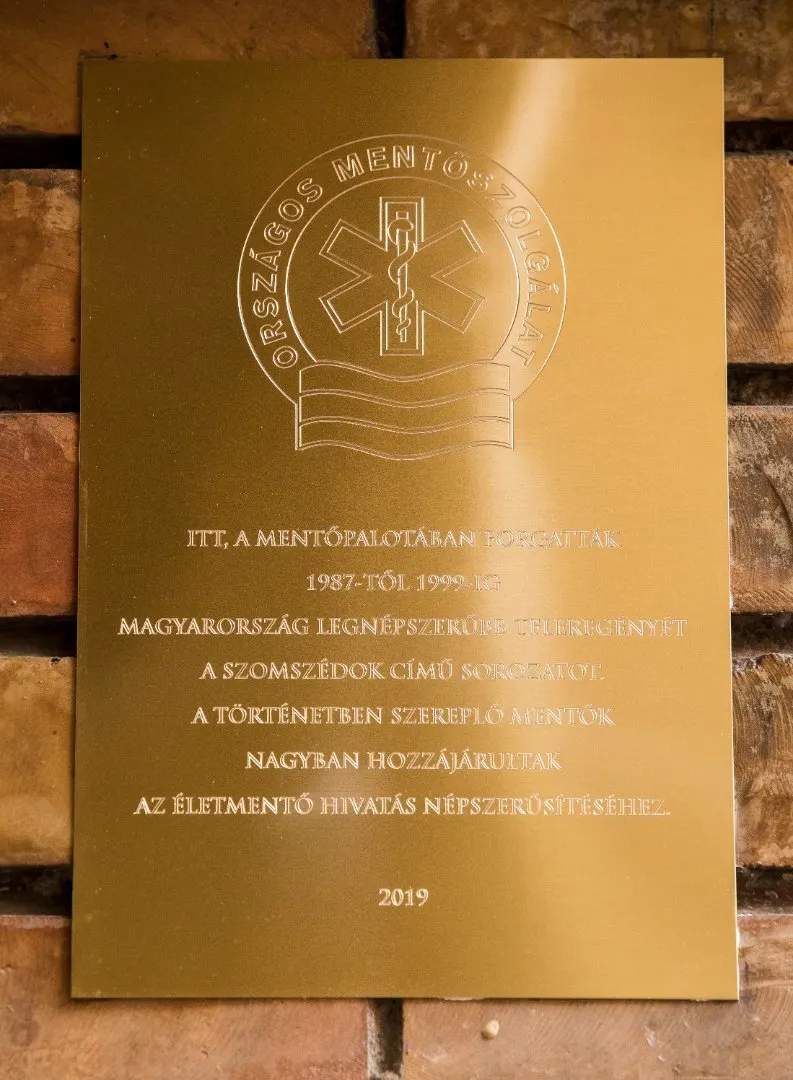 ORSZÁGOS MENTŐSZOLGÁLAT
ITT, A MENTŐPALOTÁBAN FORGATTÁK
1987-TŐL 1999-IG
MAGYARORSZÁG LEGNÉPSZERŰBB TELEREGÉNYÉT
A SZOMSZÉDOK CÍMŰ SOROZATOT.
A TÖRTÉNETBEN SZEREPLŐ MENTŐK
NAGYBAN HOZZÁJÁRULTAK
AZ ÉLETMENTŐ HIVATÁS NÉPSZERŰSÍTÉSÉHEZ.
2019